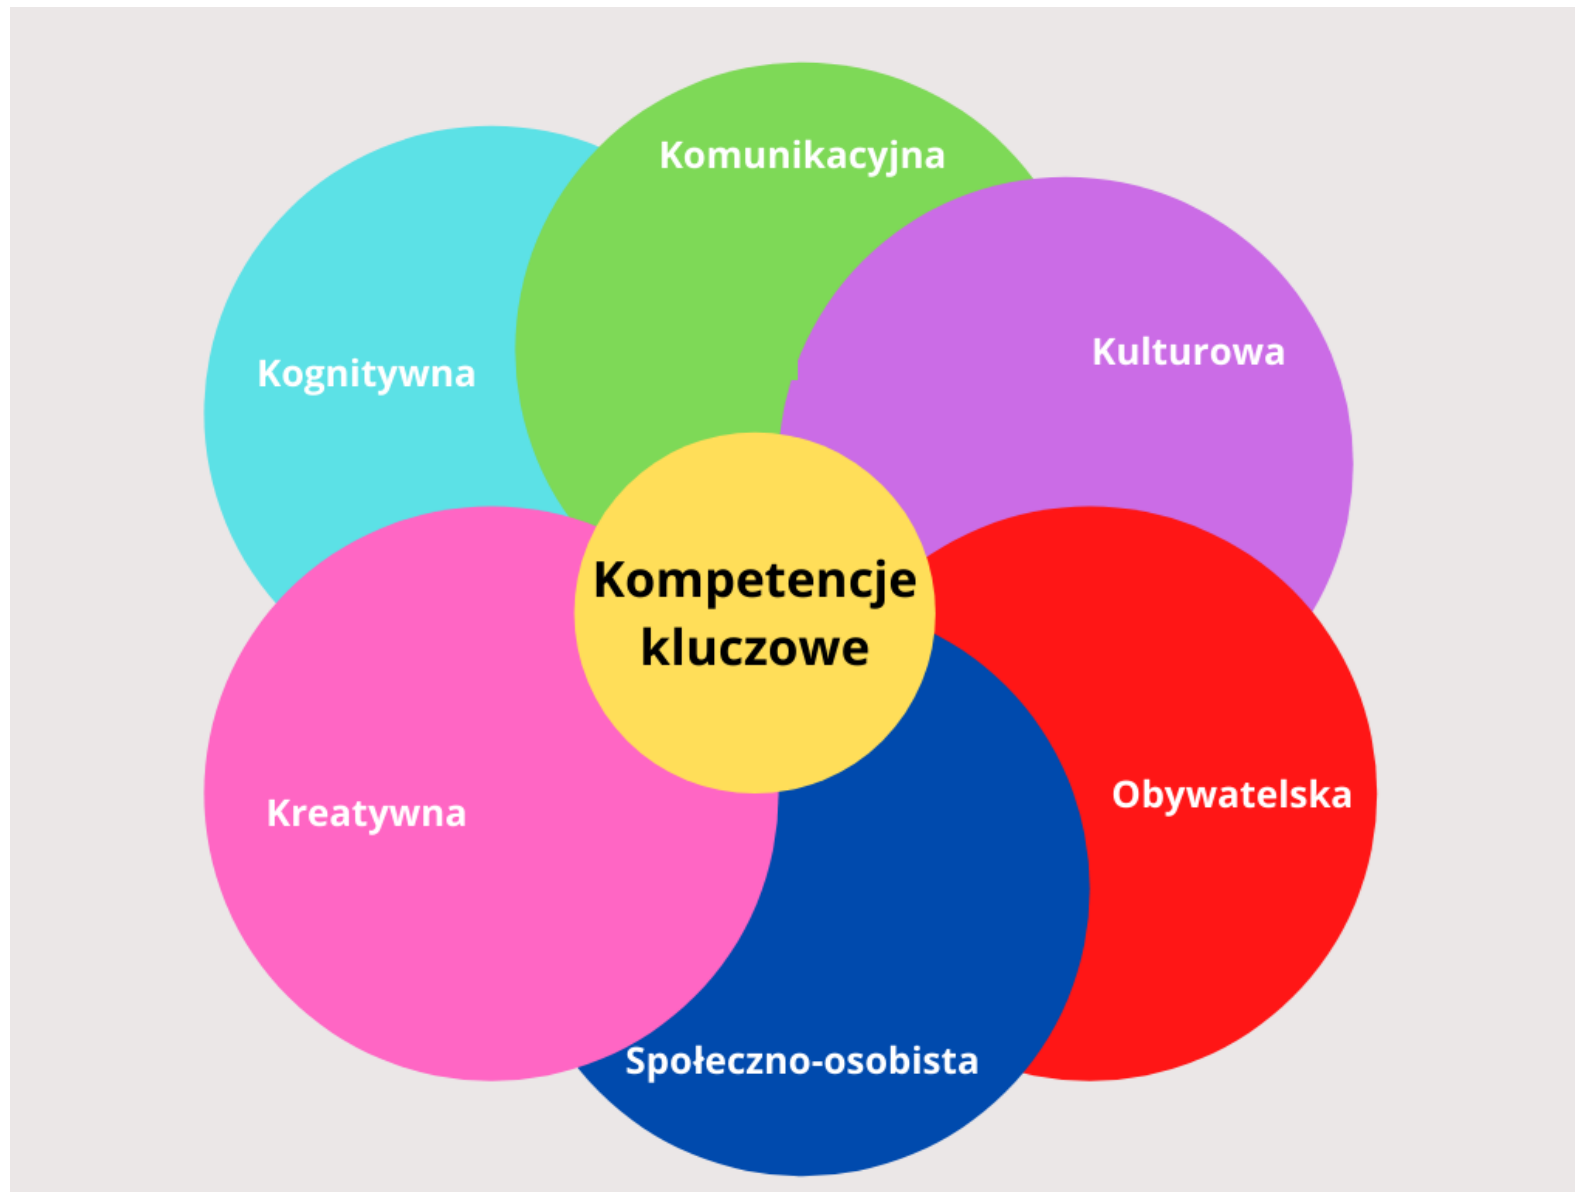 Komunikacyjna
Kulturowa
Kognitywna
Kompetencje
kluczowe
Obywatelska
Kreatywna
Społeczno-osobista